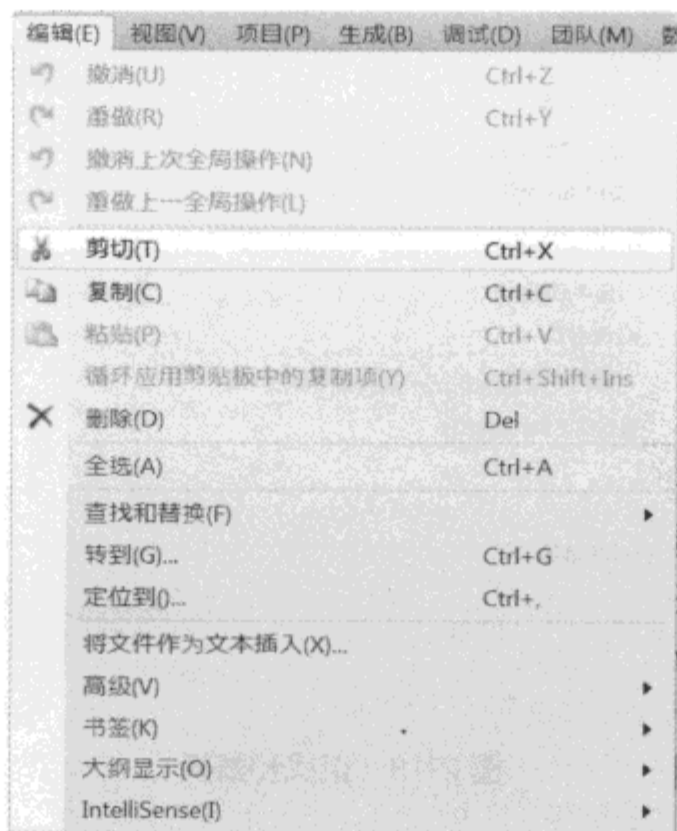 编辑(E) 视图(V) 项目(P) 生成(B) 调试(D) 团队(M) 数
撤消(U) Ctrl+Z
重做(R) Ctrl+Y
撤消上次全局操作(N)
重做上一全局操作(L)
剪切(T) Ctrl+X
复制(C) Ctrl+C
粘贴(P) Ctrl+V
循环应用剪贴板中的复制项(Y) Ctrl+Shift+Ins
删除(D) Del
全选(A) Ctrl+A
查找和替换(F)
转到(G)... Ctrl+G
定位到()... Ctrl+,
将文件作为文本插入(X)...
高级(V)
书签(K)
大纲显示(O)
IntelliSense(I)